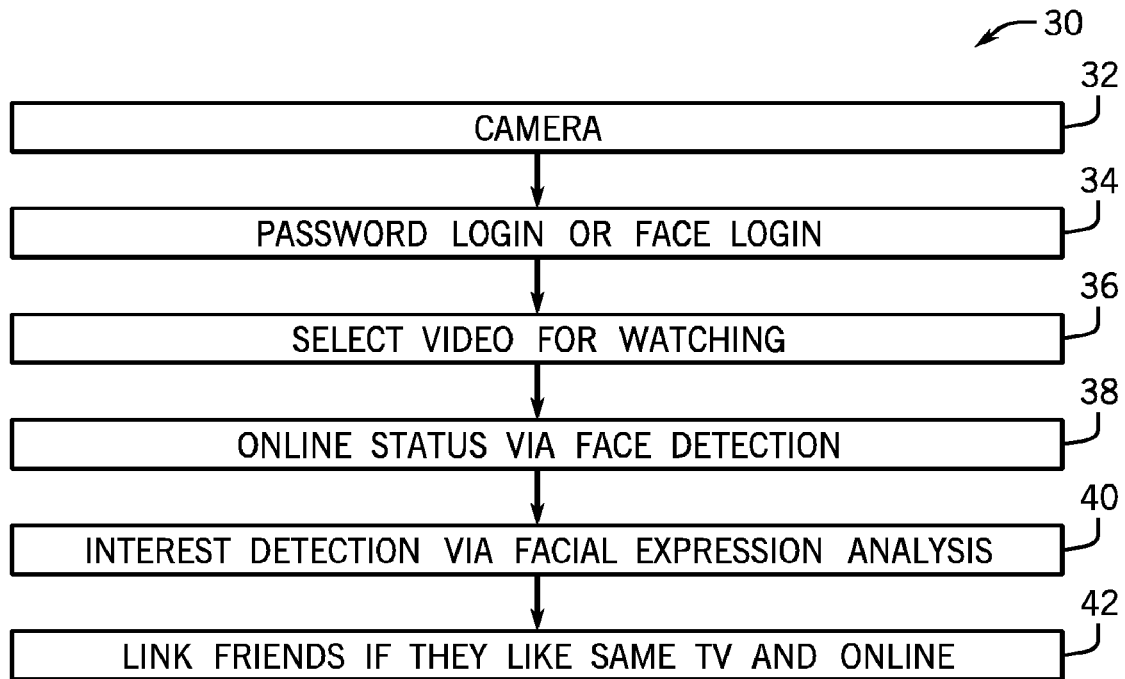 30
32
CAMERA
34
PASSWORD LOGIN OR FACE LOGIN
36
SELECT VIDEO FOR WATCHING
38
ONLINE STATUS VIA FACE DETECTION
40
INTEREST DETECTION VIA FACIAL EXPRESSION ANALYSIS
42
LINK FRIENDS IF THEY LIKE SAME TV AND ONLINE